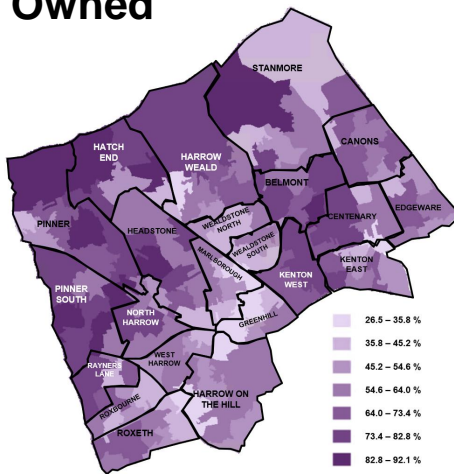 Owned
STANMORE
HATCH
END
CANONS
HARROW
WEALD
BELMONT
PINNER
WEALDSTONE
NORTH
CENTENARY
EDGEWARE
HEADSTONE
WEALDSTONE
SOUTH
MARLBOROUGH
KENTON
EAST
KENTON
WEST
PINNER
SOUTH
NORTH
HARROW
GREENHILL
WEST
HARROW
RAYNERS
LANE
HARROW ON
THE HILL
ROXBOURNE
ROXETH
26.5 – 35.8 %
35.8 – 45.2 %
45.2 – 54.6 %
54.6 – 64.0 %
64.0 – 73.4 %
73.4 – 82.8 %
82.8 – 92.1 %